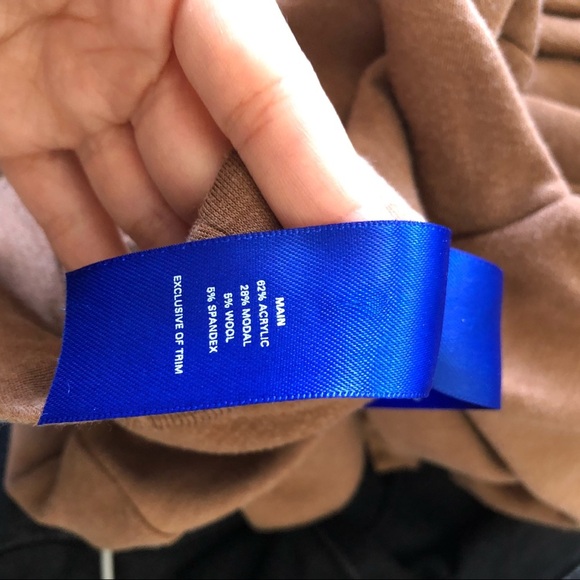 MAIN
62% ACRYLIC
28% MODAL
5% WOOL
5% SPANDEX
EXCLUSIVE OF TRIM